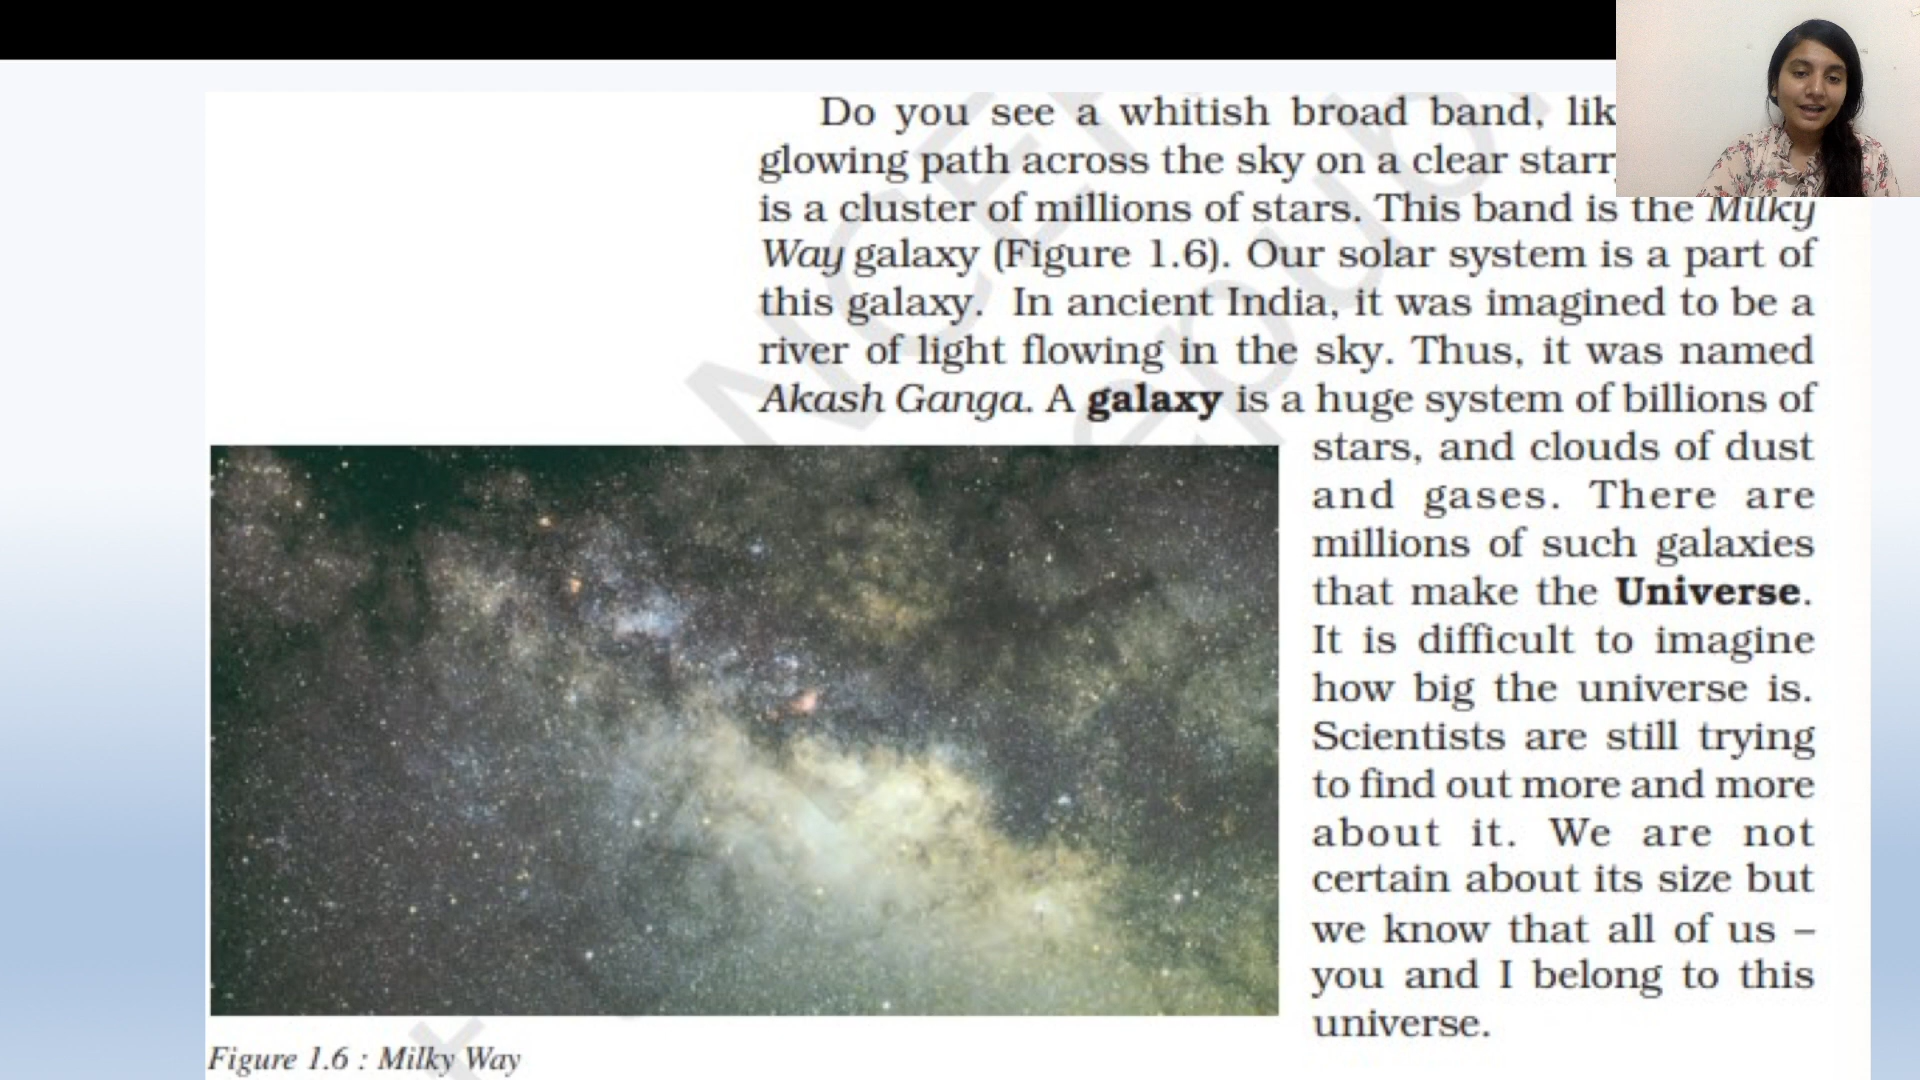 Do you see a whitish broad band,
glowing path across the sky on a clear
is a cluster of millions of stars. This band is the Milky
Way galaxy (Figure 1.6). Our solar system is a part of
this galaxy. In ancient India, it was imagined to be a
river of light flowing in the sky. Thus, it was named
Akash Ganga. A galaxy is a huge system of billions of
stars, and clouds of dust
and gases. There are
millions of such galaxies
that make the Universe.
It is difficult to imagine
how big the universe is.
Scientists are still trying
to find out more and more
about it. We are not
certain about its size but
we know that all of us –
you and I belong to this
universe.
Figure 1.6 : Milky Way